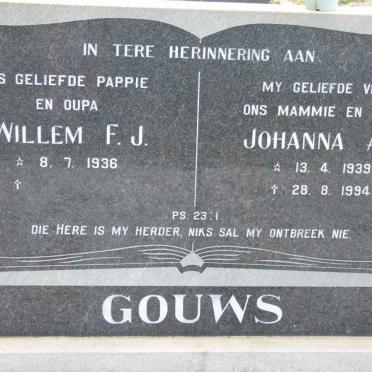 IN TERE HERINNERING AAN
GELIEFDE PAPPIE
EN OUPA
WILLEM F. J.
☆ 8. 7. 1936
†
MY GELIEFDE
ONS MAMMIE EN
JOHANNA A
☆ 13. 4. 1939
† 28. 8. 1994
PS. 23:1
DIE HERE IS MY HERDER, NIKS SAL MY ONTBREEK NIE.
GOUWS